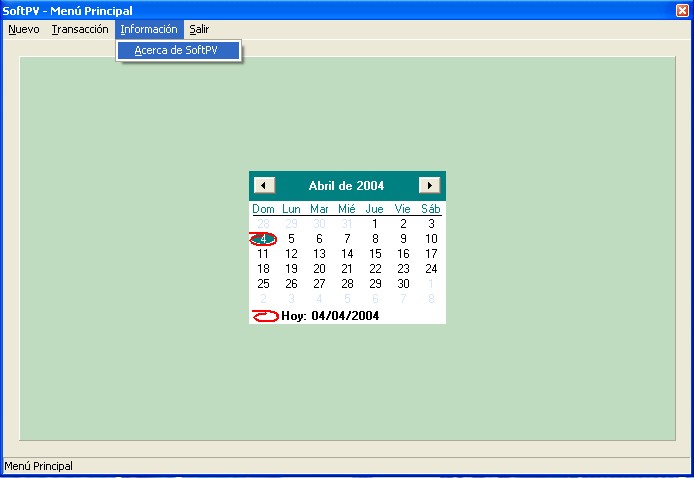 SoftPV - Menú Principal
Nuevo Transacción Información Salir
Acerca de SoftPV
Abril de 2004
Dom Lun Mar Mié Jue Vie Sáb
28 29 30 31 1 2 3
4 5 6 7 8 9 10
11 12 13 14 15 16 17
18 19 20 21 22 23 24
25 26 27 28 29 30 1
2 3 4 5 6 7 8
Hoy: 04/04/2004
Menú Principal